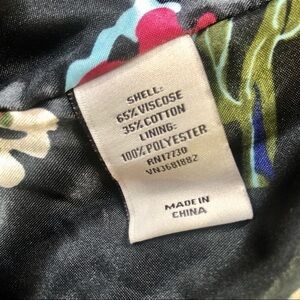 SHELL:
65% VISCOSE
35% COTTON
LINING:
100% POLYESTER
RN17730
VN3681882
MADE IN
CHINA